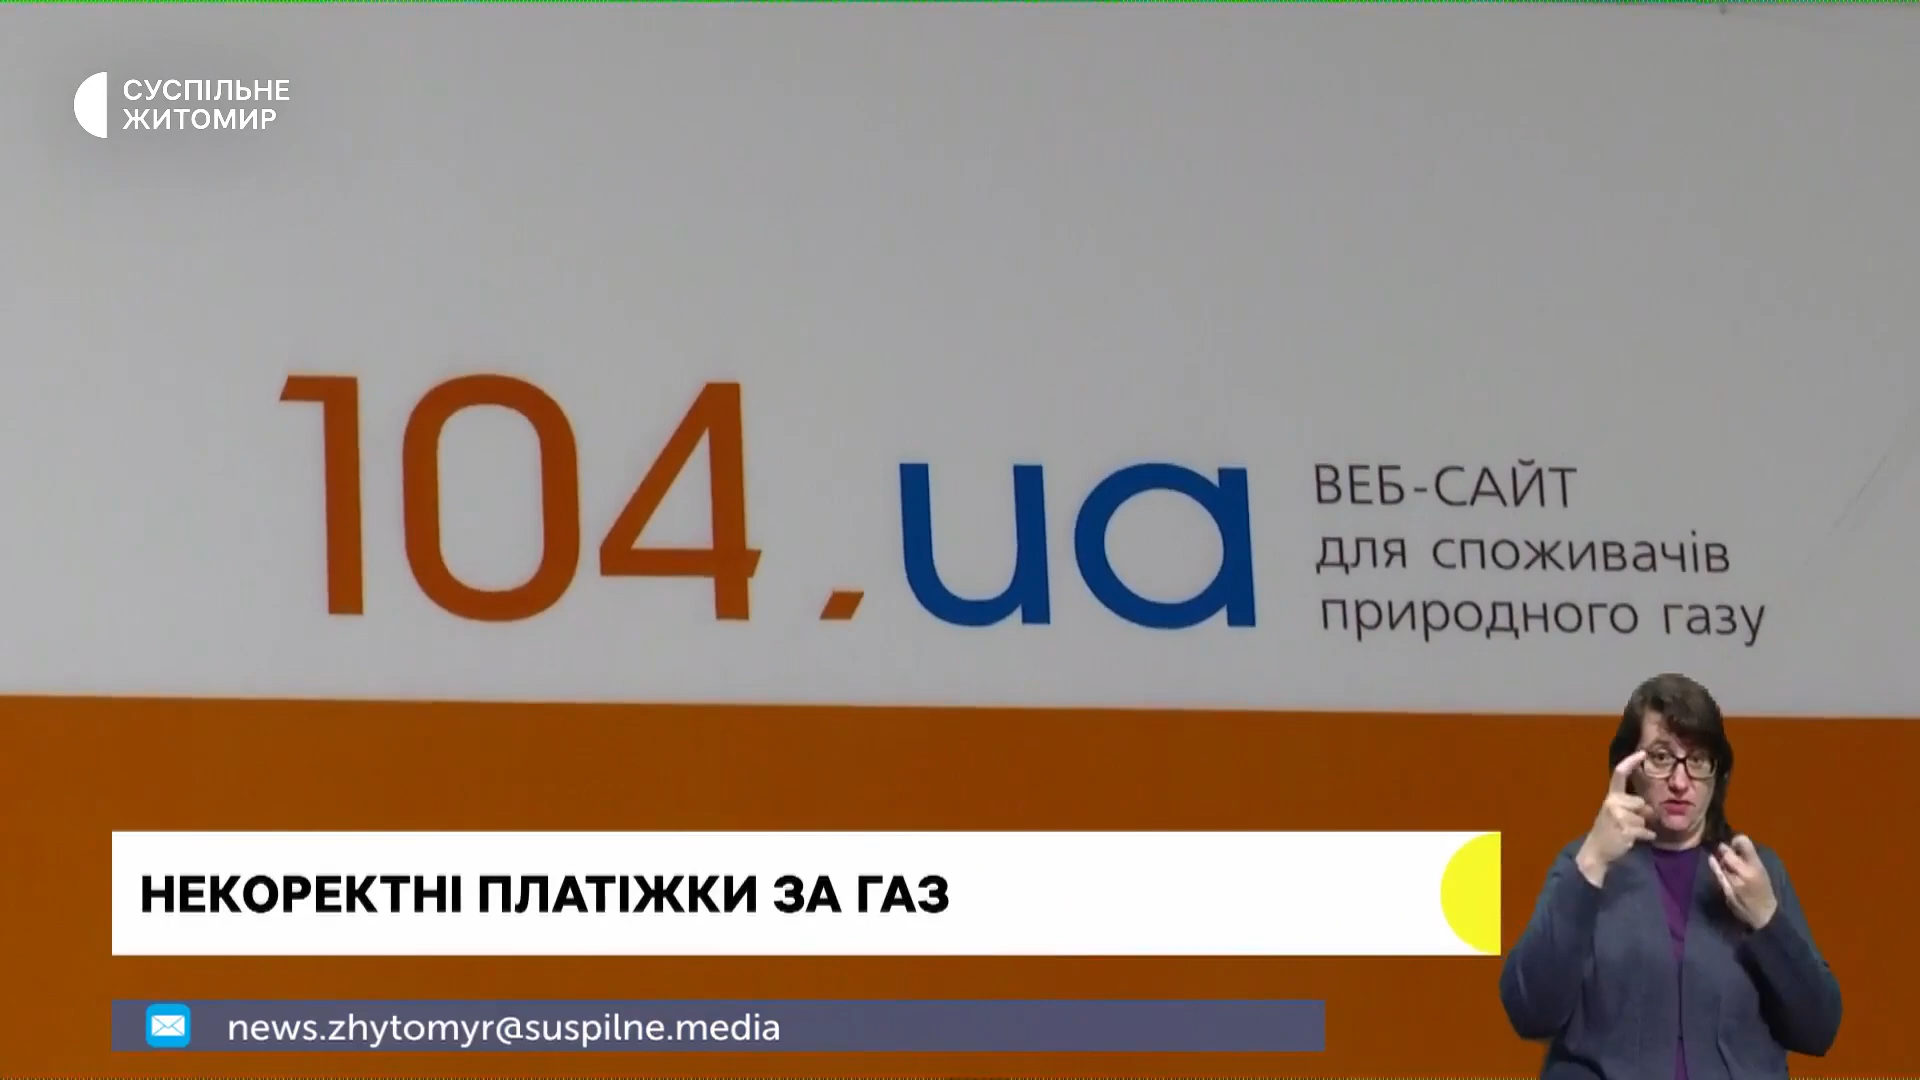 СУСПІЛЬНЕ
ЖИТОМИР
104.ua
ВЕБ-САЙТ
для споживачів
природного газу
НЕКОРЕКТНІ ПЛАТІЖКИ ЗА ГАЗ
news.zhytomyr@suspilne.media